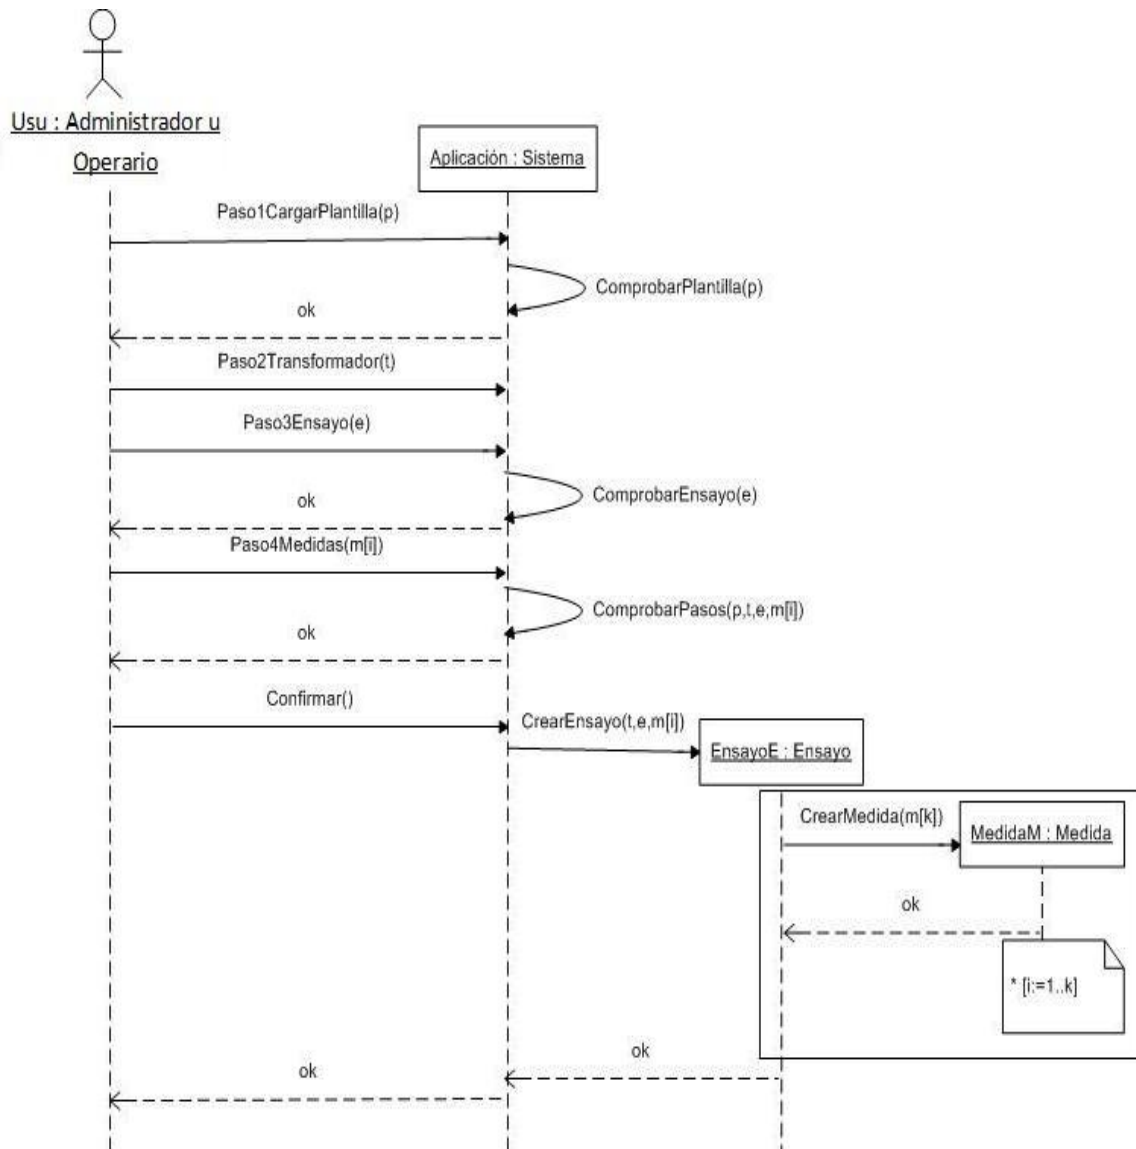 Usu : Administrador u
Operario
Aplicación : Sistema
Paso1CargarPlantilla(p)
ComprobarPlantilla(p)
ok
Paso2Transformador(t)
Paso3Ensayo(e)
ComprobarEnsayo(e)
ok
Paso4Medidas(m[i])
ComprobarPasos(p,t,e,m[i])
ok
Confirmar()
CrearEnsayo(t,e,m[i])
EnsayoE : Ensayo
CrearMedida(m[k])
MedidaM : Medida
ok
* [i:=1..k]
ok
ok